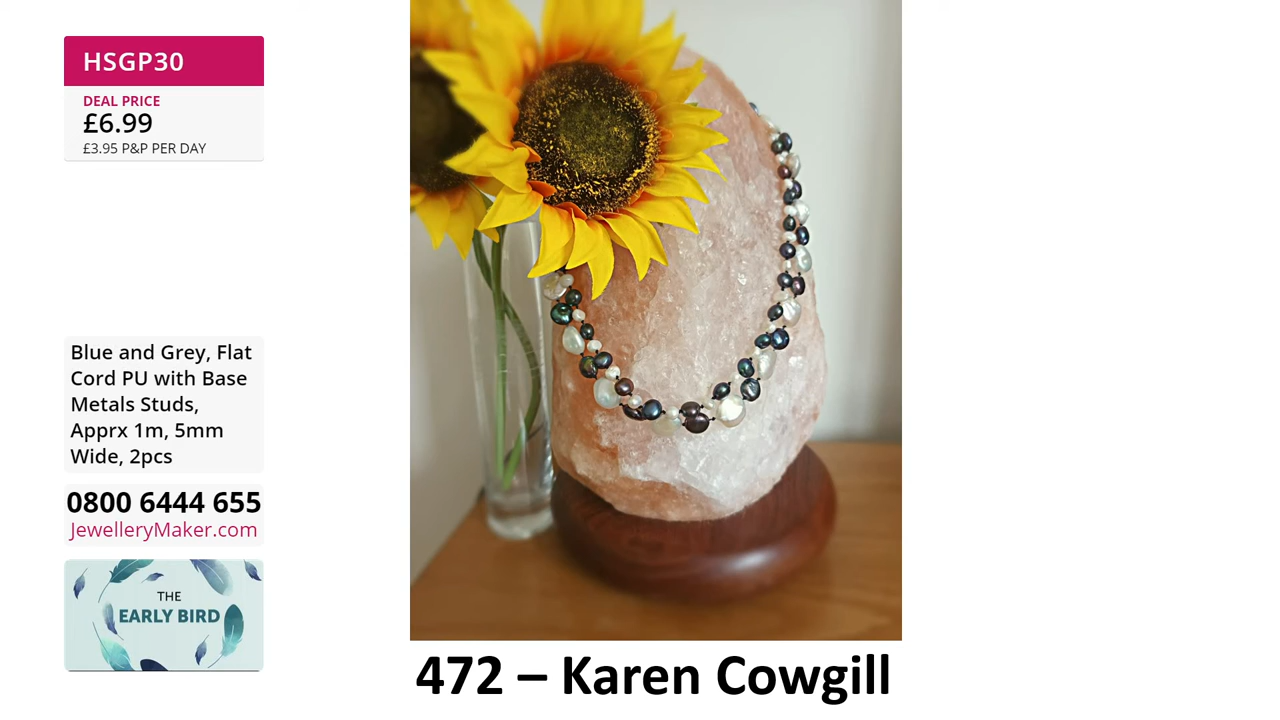 HSGP30
DEAL PRICE
£6.99
£3.95 P&P PER DAY
Blue and Grey, Flat
Cord PU with Base
Metals Studs,
Apprx 1m, 5mm
Wide, 2pcs
0800 6444 655
JewelleryMaker.com
THE
EARLY BIRD
472 – Karen Cowgill